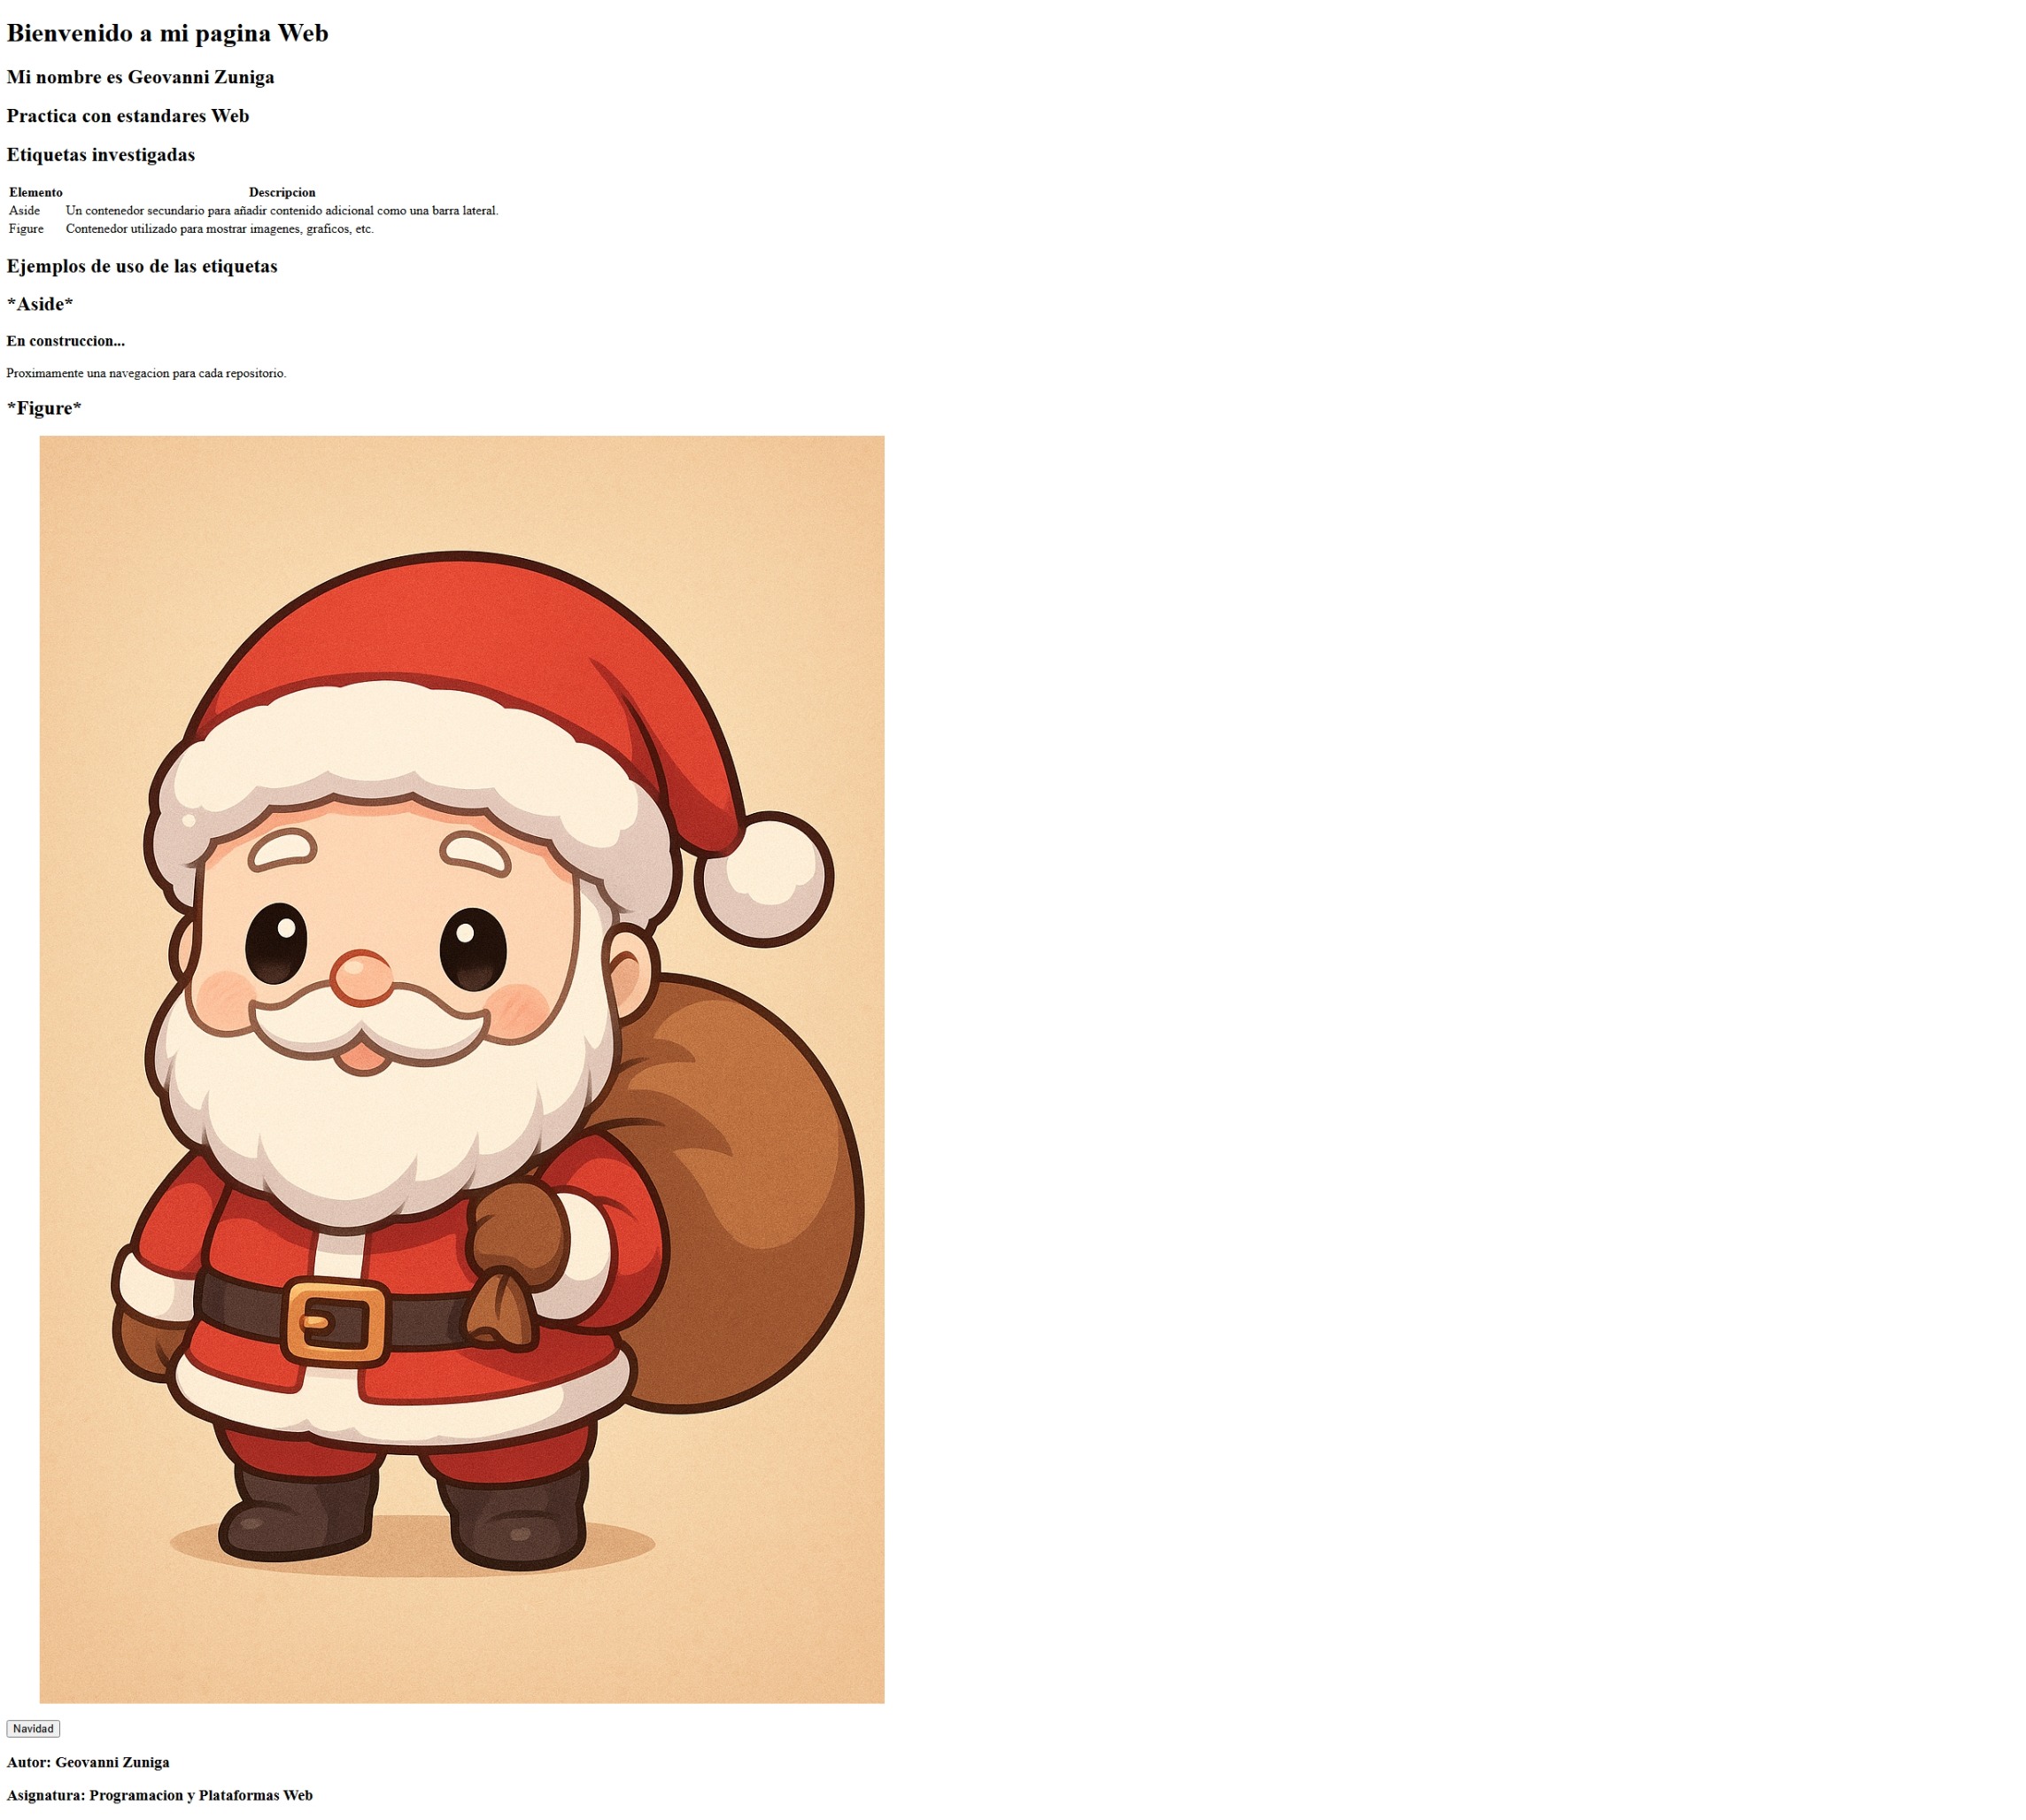 Bienvenido a mi pagina Web
Mi nombre es Geovanni Zuniga
Practica con estandares Web
Etiquetas investigadas
Elemento Descripcion
Aside Un contenedor secundario para añadir contenido adicional como una barra lateral.
Figure Contenedor utilizado para mostrar imagenes, graficos, etc.
Ejemplos de uso de las etiquetas
*Aside*
En construccion...
Proximamente una navegacion para cada repositorio.
*Figure*
Navidad
Autor: Geovanni Zuniga
Asignatura: Programacion y Plataformas Web